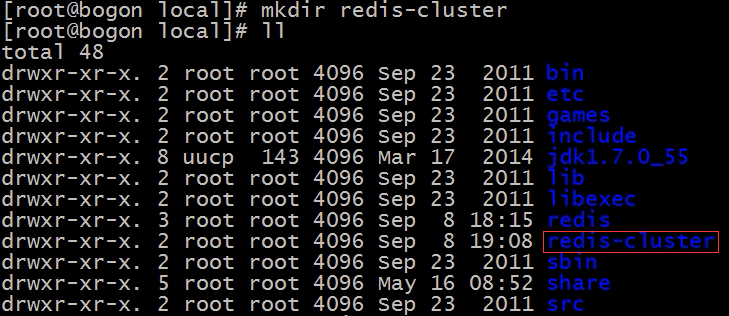 [root@bogon local]# mkdir redis-cluster
[root@bogon local]# ll
total 48
drwxr-xr-x. 2 root root 4096 Sep 23  2011 bin
drwxr-xr-x. 2 root root 4096 Sep 23  2011 etc
drwxr-xr-x. 2 root root 4096 Sep 23  2011 games
drwxr-xr-x. 2 root root 4096 Sep 23  2011 include
drwxr-xr-x. 8 uucp  143 4096 Mar 17  2014 jdk1.7.0_55
drwxr-xr-x. 2 root root 4096 Sep 23  2011 lib
drwxr-xr-x. 2 root root 4096 Sep 23  2011 libexec
drwxr-xr-x. 3 root root 4096 Sep  8 18:15 redis
drwxr-xr-x. 2 root root 4096 Sep  8 19:08 redis-cluster
drwxr-xr-x. 2 root root 4096 Sep 23  2011 sbin
drwxr-xr-x. 5 root root 4096 May 16 08:52 share
drwxr-xr-x. 2 root root 4096 Sep 23  2011 src